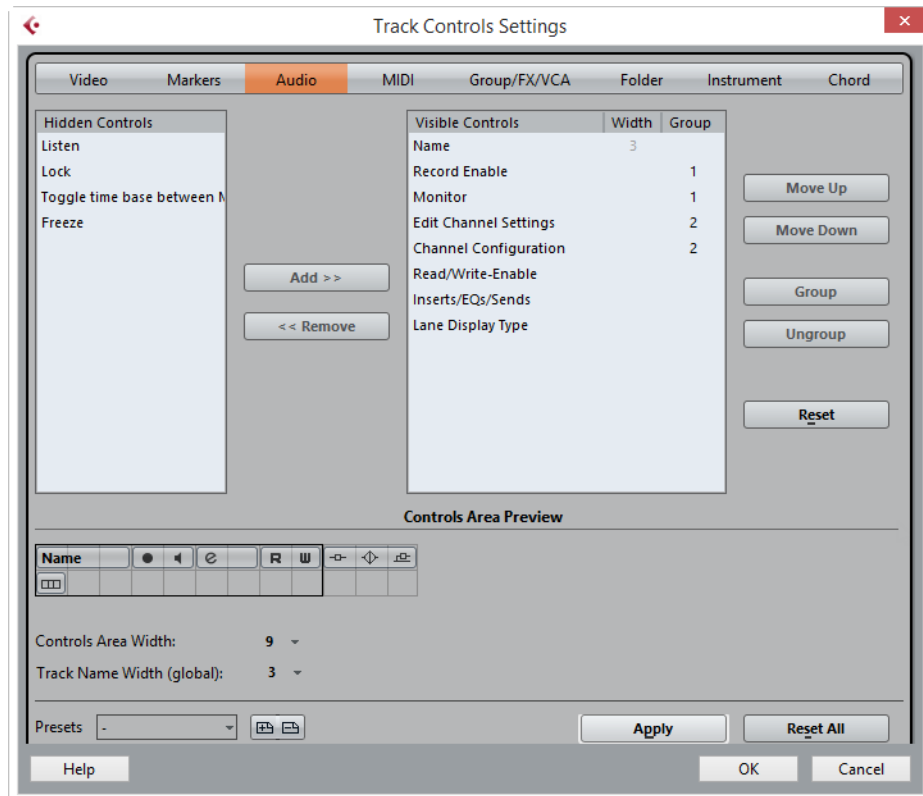 Track Controls Settings
Video Markers Audio MIDI Group/FX/VCA Folder Instrument Chord
Hidden Controls
Listen
Lock
Toggle time base between M
Freeze
Add >>
<< Remove
Visible Controls Width Group
Name 3
Record Enable 1
Monitor 1
Edit Channel Settings 2
Channel Configuration 2
Read/Write-Enable
Inserts/EQs/Sends
Lane Display Type
Move Up
Move Down
Group
Ungroup
Reset
Controls Area Preview
Name e R W
Controls Area Width: 9
Track Name Width (global): 3
Presets - Apply Reset All
Help OK Cancel